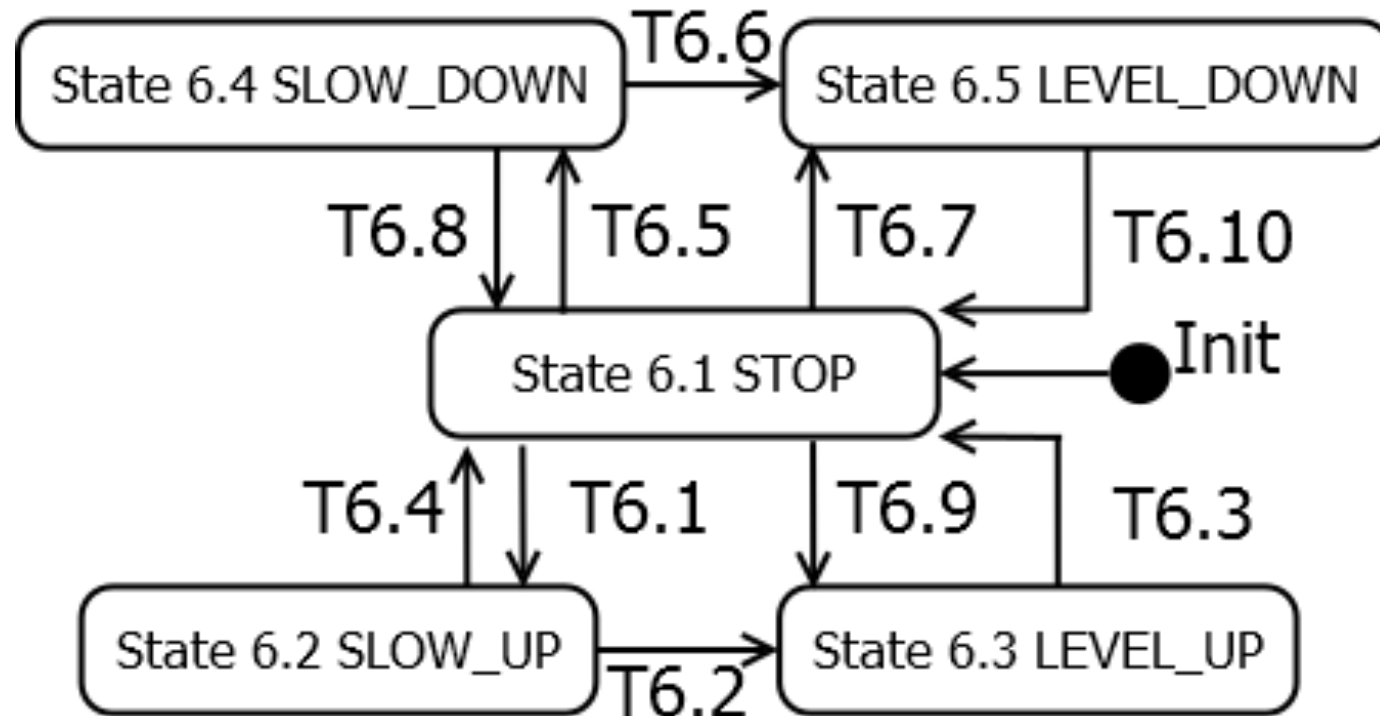 T6.6
State 6.4 SLOW_DOWN
State 6.5 LEVEL_DOWN
T6.8
T6.5
T6.7
T6.10
Init
State 6.1 STOP
T6.4
T6.1
T6.9
T6.3
State 6.2 SLOW_UP
State 6.3 LEVEL_UP
T6.2